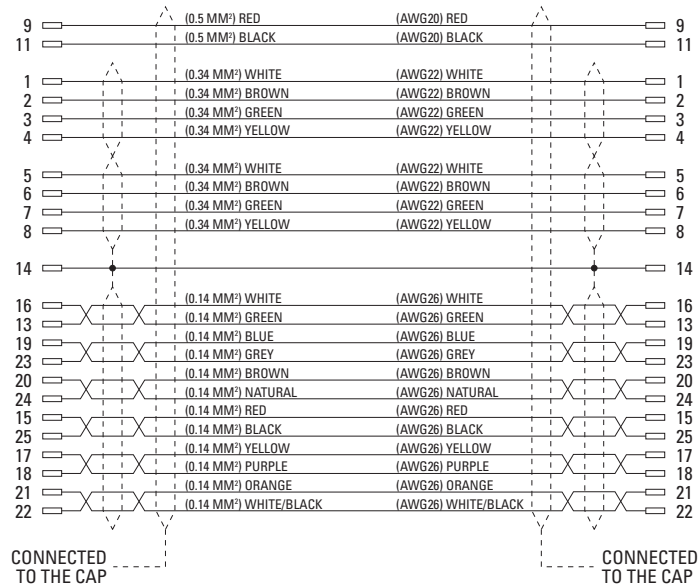 9 (0.5 MM²) RED (AWG20) RED 9
11 (0.5 MM²) BLACK (AWG20) BLACK 11
1 (0.34 MM²) WHITE (AWG22) WHITE 1
2 (0.34 MM²) BROWN (AWG22) BROWN 2
3 (0.34 MM²) GREEN (AWG22) GREEN 3
4 (0.34 MM²) YELLOW (AWG22) YELLOW 4
5 (0.34 MM²) WHITE (AWG22) WHITE 5
6 (0.34 MM²) BROWN (AWG22) BROWN 6
7 (0.34 MM²) GREEN (AWG22) GREEN 7
8 (0.34 MM²) YELLOW (AWG22) YELLOW 8
14 14
16 (0.14 MM²) WHITE (AWG26) WHITE 16
13 (0.14 MM²) GREEN (AWG26) GREEN 13
19 (0.14 MM²) BLUE (AWG26) BLUE 19
23 (0.14 MM²) GREY (AWG26) GREY 23
20 (0.14 MM²) BROWN (AWG26) BROWN 20
24 (0.14 MM²) NATURAL (AWG26) NATURAL 24
15 (0.14 MM²) RED (AWG26) RED 15
25 (0.14 MM²) BLACK (AWG26) BLACK 25
17 (0.14 MM²) YELLOW (AWG26) YELLOW 17
18 (0.14 MM²) PURPLE (AWG26) PURPLE 18
21 (0.14 MM²) ORANGE (AWG26) ORANGE 21
22 (0.14 MM²) WHITE/BLACK (AWG26) WHITE/BLACK 22
CONNECTED CONNECTED
TO THE CAP TO THE CAP